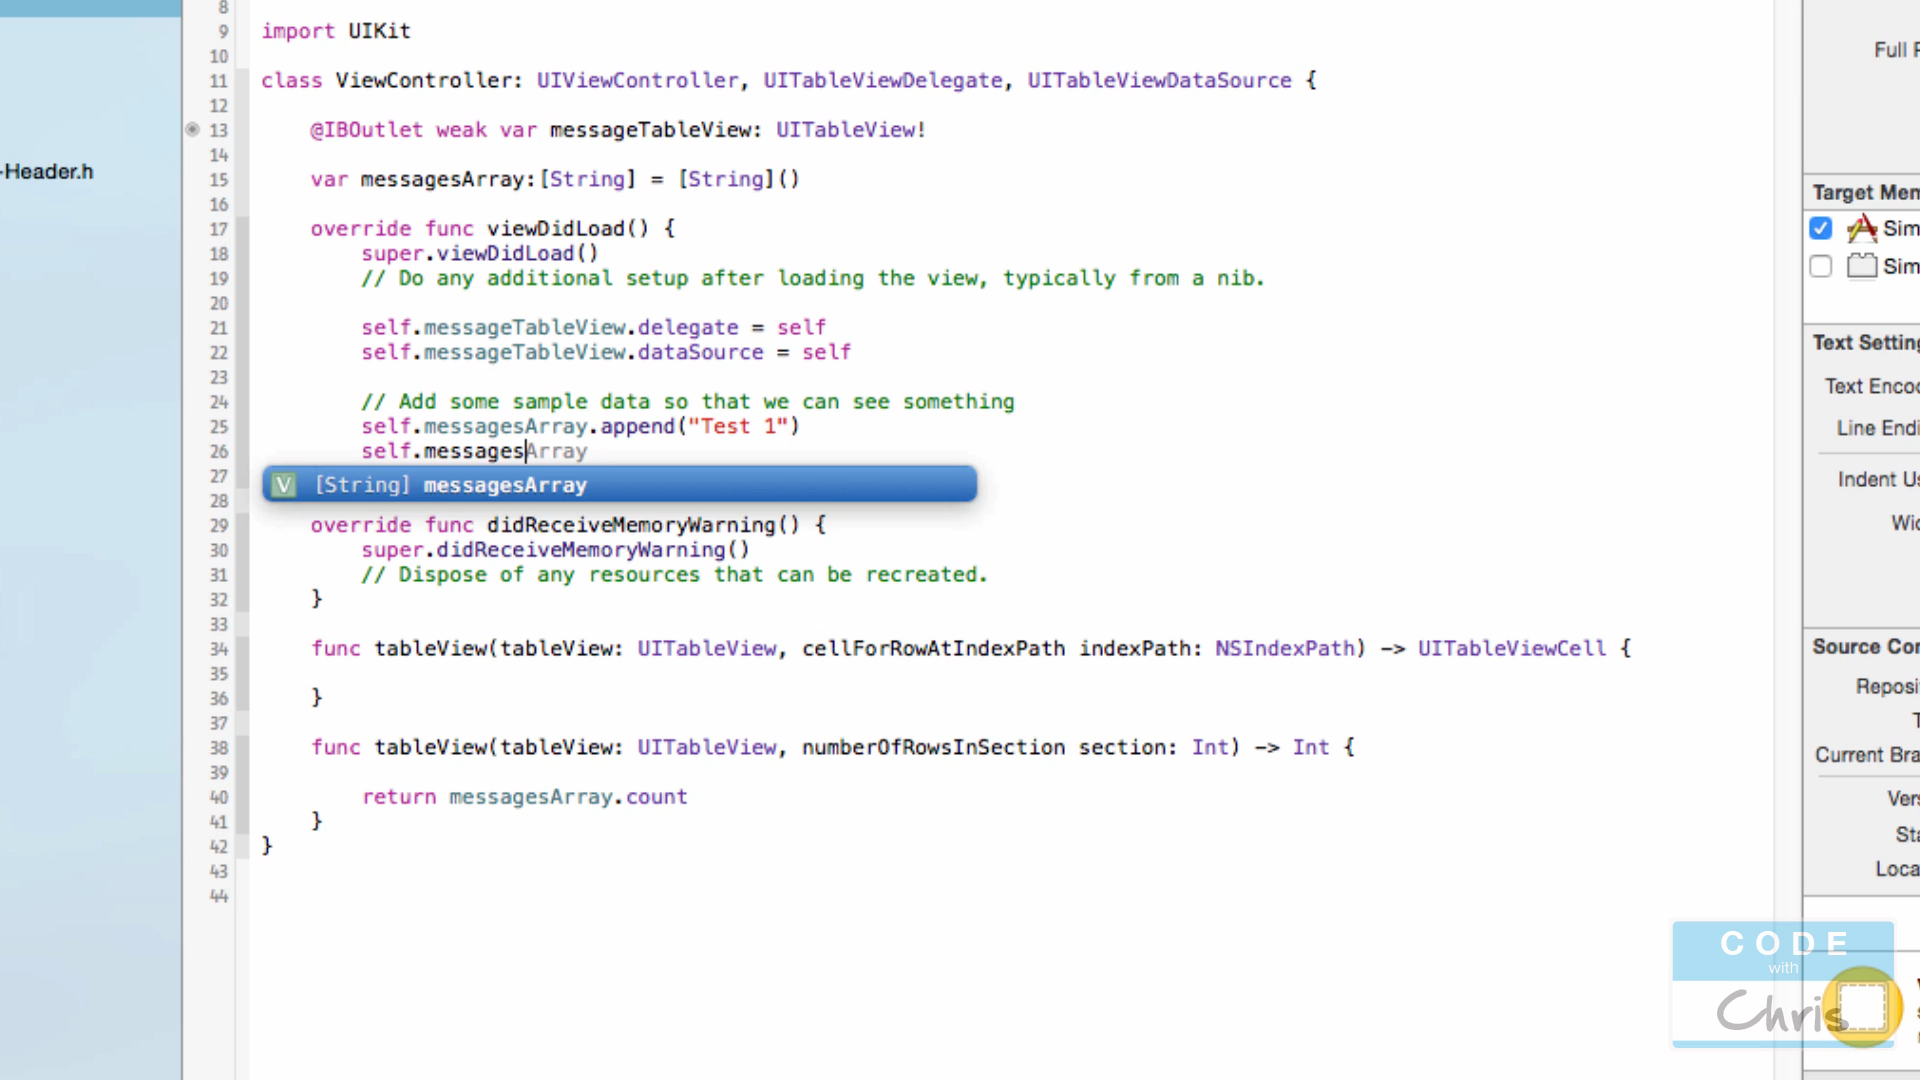 8
9 import UIKit
10
11 class ViewController: UIViewController, UITableViewDelegate, UITableViewDataSource {
12
13 @IBOutlet weak var messageTableView: UITableView!
14
15 var messagesArray:[String] = [String]()
16
17 override func viewDidLoad() {
18 super.viewDidLoad()
19 // Do any additional setup after loading the view, typically from a nib.
20
21 self.messageTableView.delegate = self
22 self.messageTableView.dataSource = self
23
24 // Add some sample data so that we can see something
25 self.messagesArray.append("Test 1")
26 self.messagesArray
27 V [String] messagesArray
28
29 override func didReceiveMemoryWarning() {
30 super.didReceiveMemoryWarning()
31 // Dispose of any resources that can be recreated.
32 }
33
34 func tableView(tableView: UITableView, cellForRowAtIndexPath indexPath: NSIndexPath) -> UITableViewCell {
35
36 }
37
38 func tableView(tableView: UITableView, numberOfRowsInSection section: Int) -> Int {
39
40 return messagesArray.count
41 }
42 }
43
44
-Header.h
Full P
Target Mem
Sim
Sim
Text Setting
Text Encod
Line Endi
Indent Us
Wid
Source Con
Reposi
T
Current Bra
Vers
Sta
Loca
CODE
with
Chris